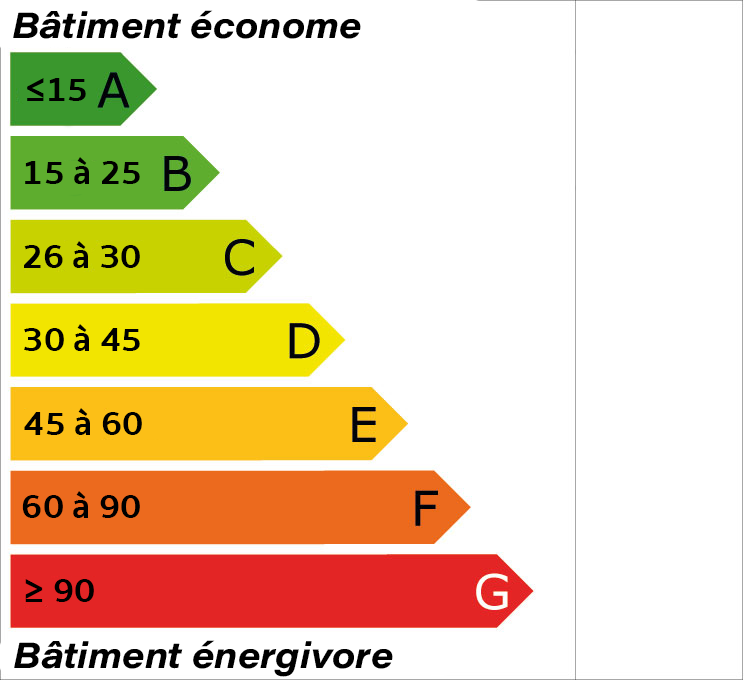 Bâtiment économe
≤15 A
15 à 25 B
26 à 30 C
30 à 45 D
45 à 60 E
60 à 90 F
≥ 90 G
Bâtiment énergivore